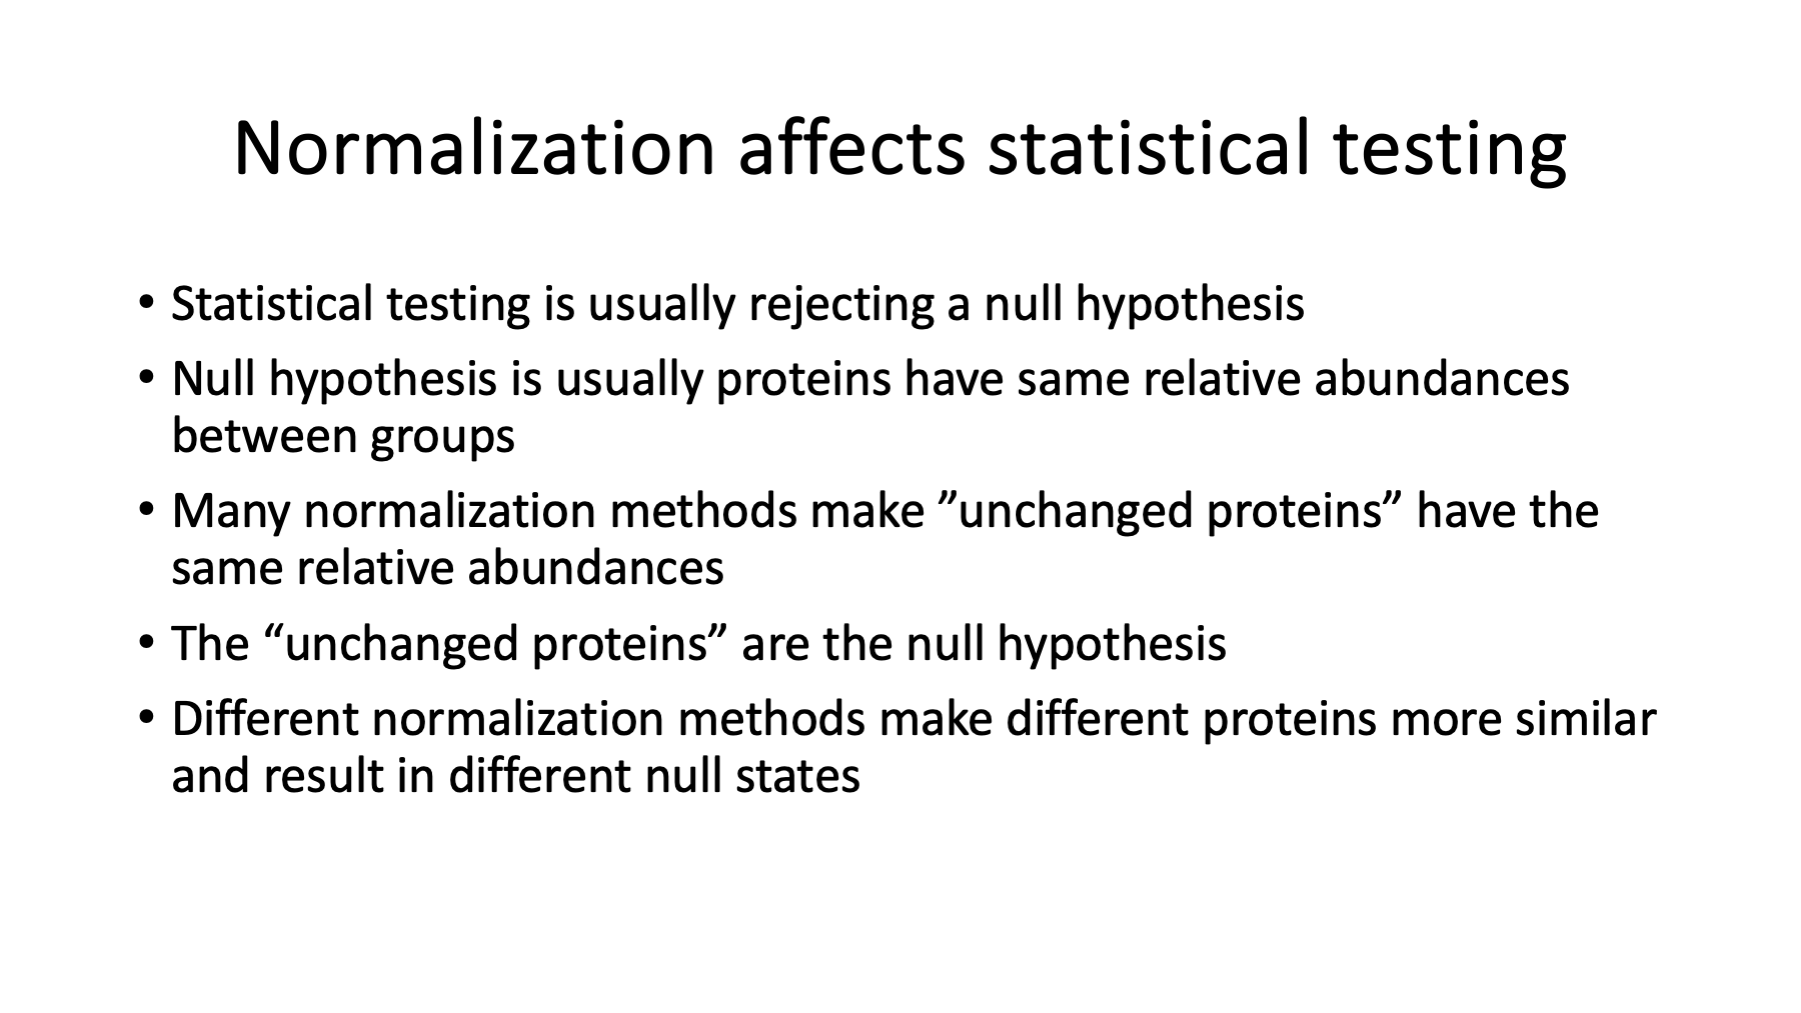 Normalization affects statistical testing
• Statistical testing is usually rejecting a null hypothesis
• Null hypothesis is usually proteins have same relative abundances
between groups
• Many normalization methods make ”unchanged proteins” have the
same relative abundances
• The “unchanged proteins” are the null hypothesis
• Different normalization methods make different proteins more similar
and result in different null states